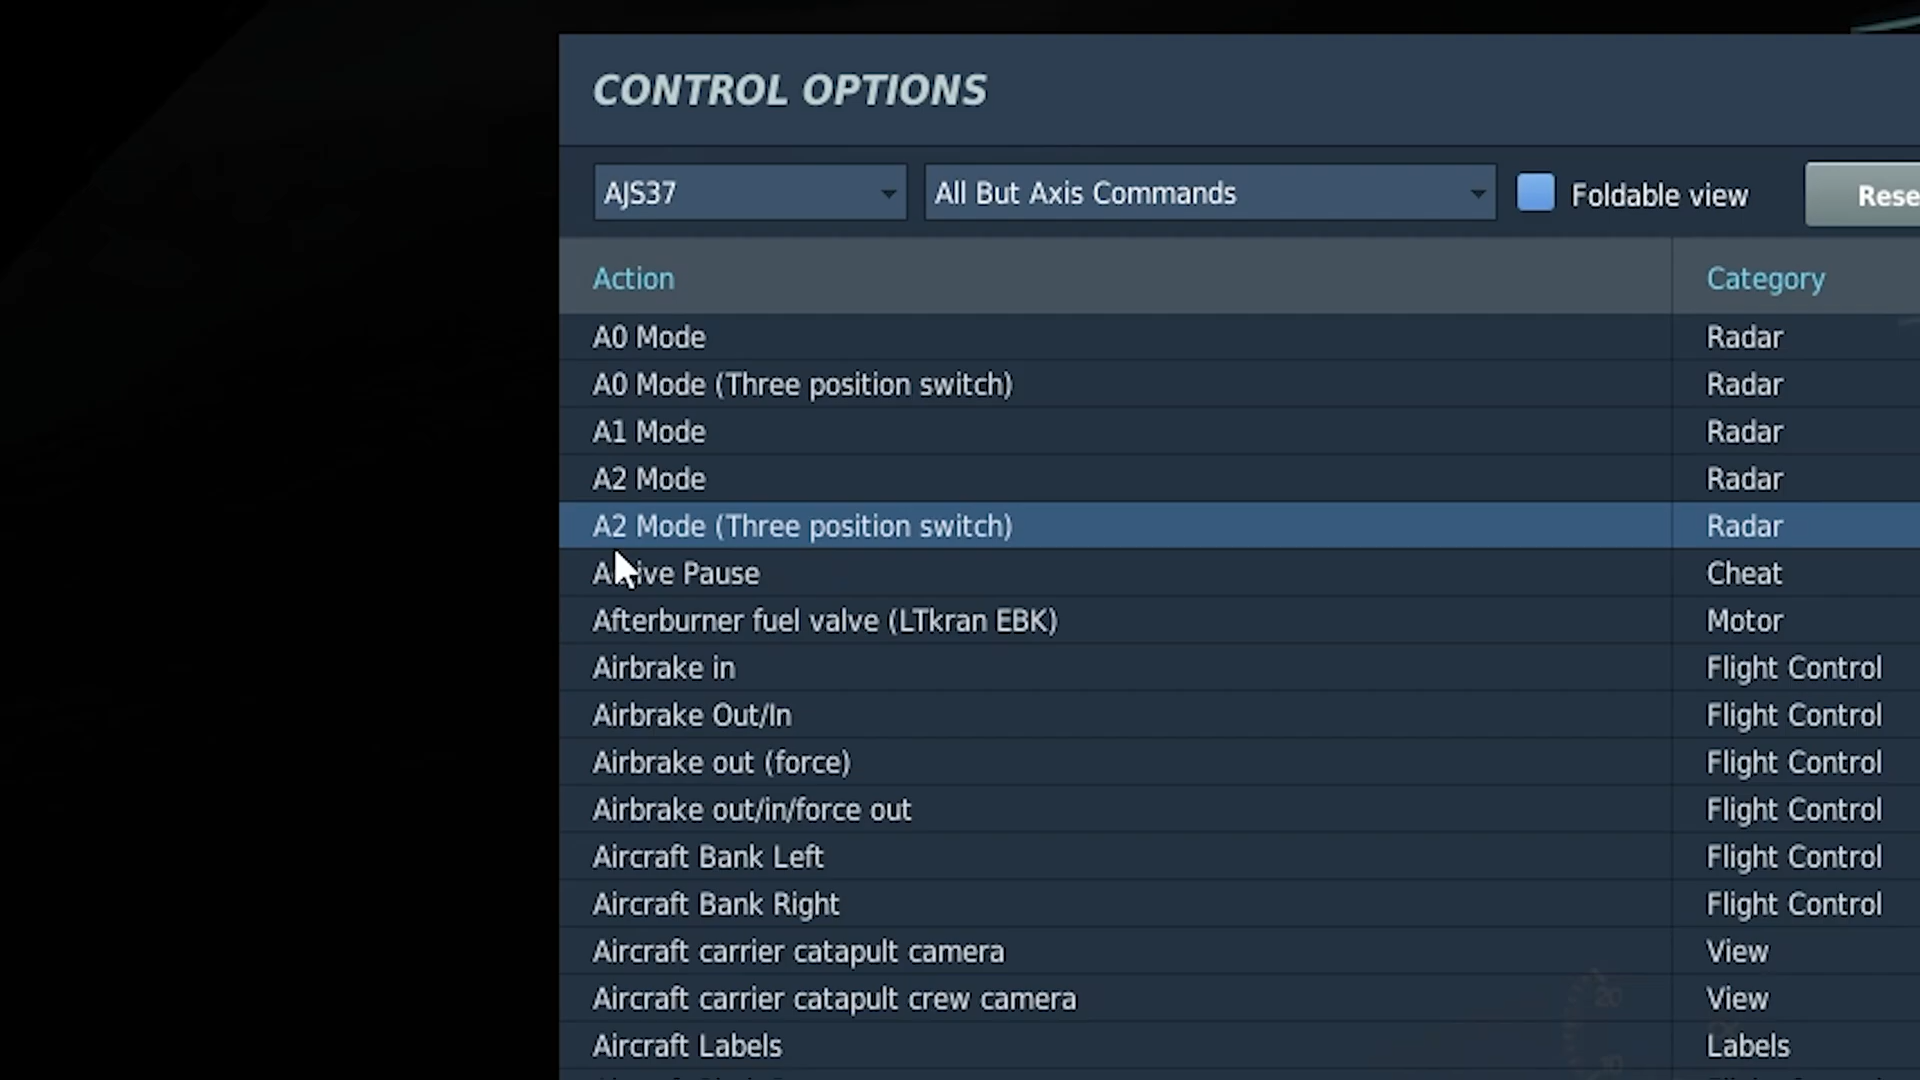 CONTROL OPTIONS
AJS37 All But Axis Commands Foldable view Rese
Action Category
A0 Mode Radar
A0 Mode (Three position switch) Radar
A1 Mode Radar
A2 Mode Radar
A2 Mode (Three position switch) Radar
Active Pause Cheat
Afterburner fuel valve (LTkran EBK) Motor
Airbrake in Flight Control
Airbrake Out/In Flight Control
Airbrake out (force) Flight Control
Airbrake out/in/force out Flight Control
Aircraft Bank Left Flight Control
Aircraft Bank Right Flight Control
Aircraft carrier catapult camera View
Aircraft carrier catapult crew camera View
Aircraft Labels Labels